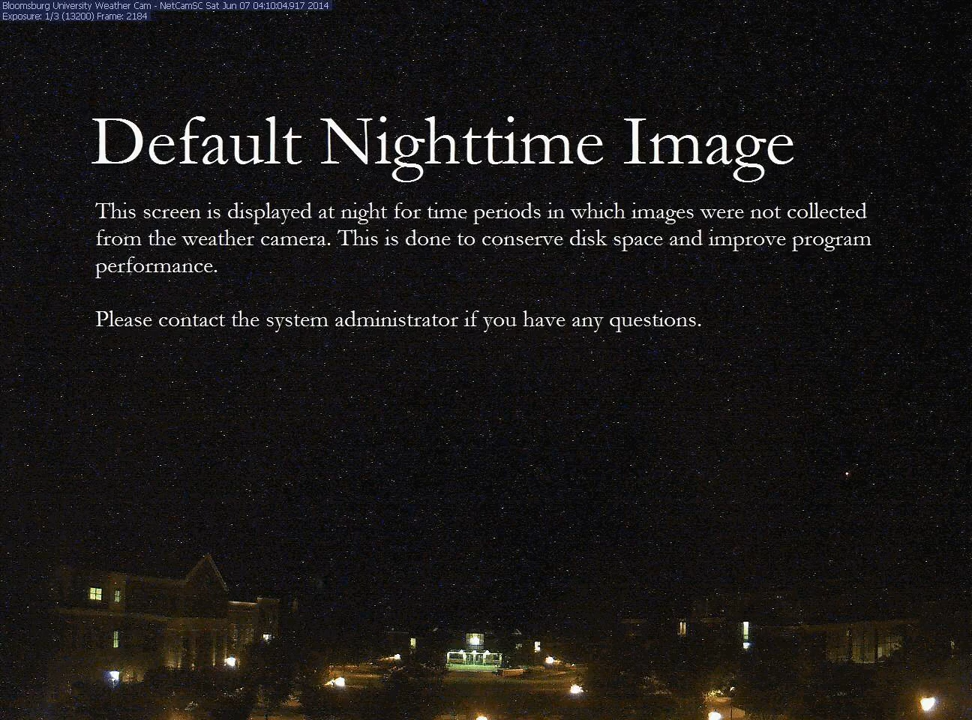 Bloomsburg University Weather Cam - NetCamSC Sat Jun 07 04:10:04.917 2014
Exposure: 1/3 (13200) Frame: 2184
Default Nighttime Image
This screen is displayed at night for time periods in which images were not collected
from the weather camera. This is done to conserve disk space and improve program
performance.
Please contact the system administrator if you have any questions.